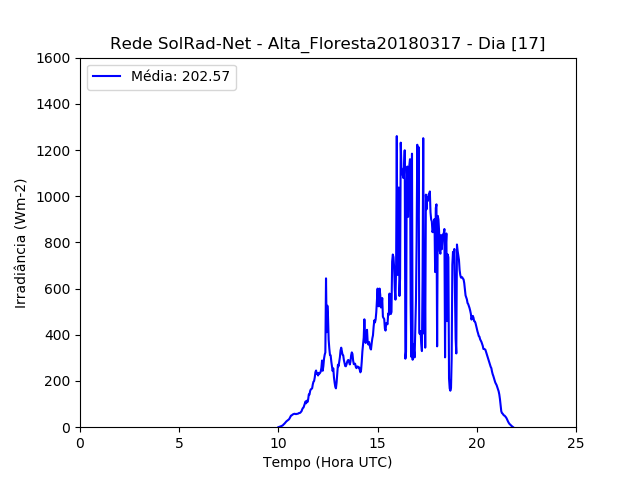 Rede SolRad-Net - Alta_Floresta20180317 - Dia [17]
Média: 202.57
Irradiância (Wm-2)
1600
1400
1200
1000
800
600
400
200
0
0 5 10 15 20 25
Tempo (Hora UTC)